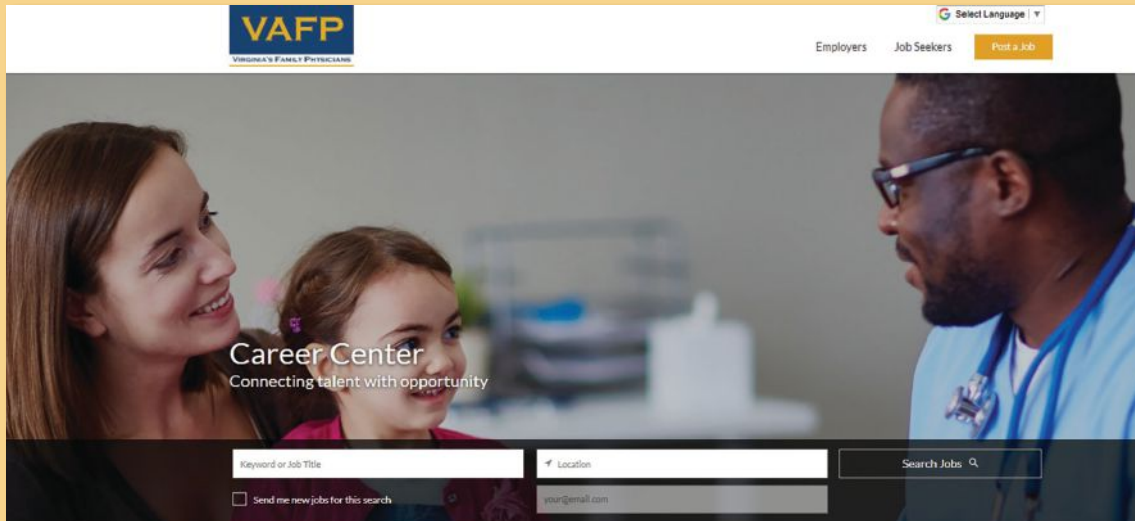 VAFP
VIRGINIA'S FAMILY PHYSICIANS
Select Language ▼
Employers Job Seekers Post a Job
Career Center
Connecting talent with opportunity
Keyword or Job Title Location Search Jobs
Send me new jobs for this search your@email.com